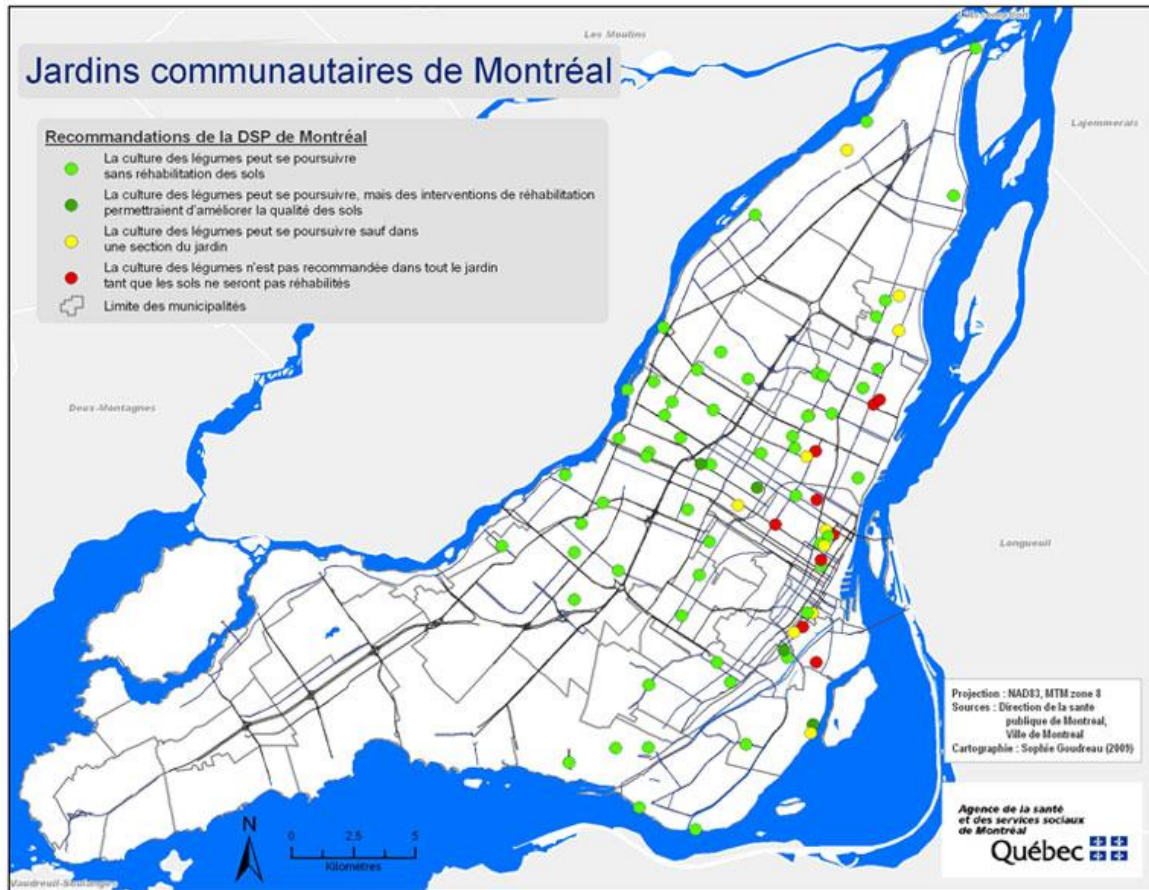 Les Moulins
Jardins communautaires de Montréal
Recommandations de la DSP de Montréal
La culture des légumes peut se poursuivre
sans réhabilitation des sols
La culture des légumes peut se poursuivre, mais des interventions de réhabilitation
permettraient d'améliorer la qualité des sols
La culture des légumes peut se poursuivre sauf dans
une section du jardin
La culture des légumes n'est pas recommandée dans tout le jardin
tant que les sols ne seront pas réhabilités
Limite des municipalités
Lajemmerais
Deux-Montagnes
Longueuil
Projection : NAD83, MTM zone 8
Sources : Direction de la sante
publique de Montréal,
Ville de Montreal
Cartographie : Sophie Goudreau (2009)
N
0 2.5 5
Kilomètres
Agence de la santé
et des services sociaux
de Montréal
Québec
Vaudreuil-Soulanges